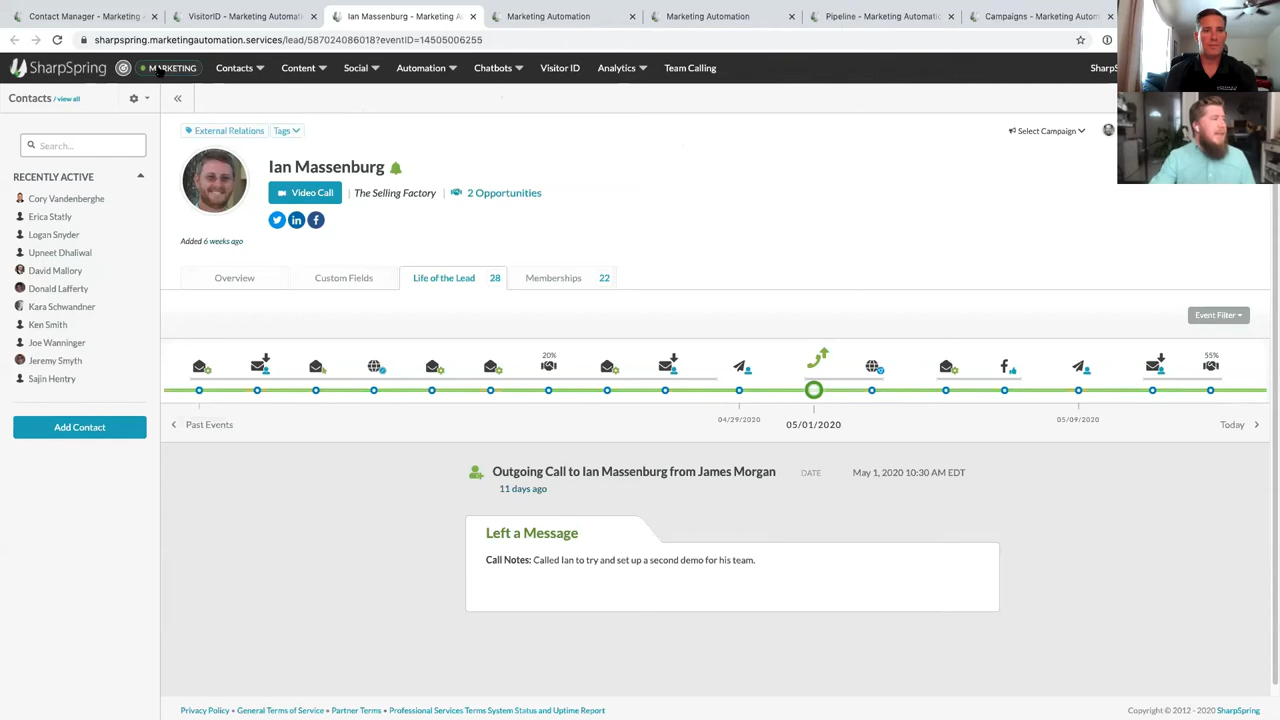 Contact Manager - Marketing A
VisitorID - Marketing Automati
Ian Massenburg - Marketing A
Marketing Automation
Marketing Automation
Pipeline - Marketing Automatio
Campaigns - Marketing Autom
sharpspring.marketingautomation.services/lead/587024086018?eventID=14505006255
SharpSpring
MARKETING
Contacts
Content
Social
Automation
Chatbots
Visitor ID
Analytics
Team Calling
SharpS
Contacts / view all
Search...
RECENTLY ACTIVE
Cory Vandenberghe
Erica Statly
Logan Snyder
Upneet Dhaliwal
David Mallory
Donald Lafferty
Kara Schwandner
Ken Smith
Joe Wanninger
Jeremy Smyth
Sajin Hentry
Add Contact
External Relations
Tags
Select Campaign
Ian Massenburg
Video Call
The Selling Factory
2 Opportunities
Added 6 weeks ago
Overview
Custom Fields
Life of the Lead 28
Memberships 22
Event Filter
20%
55%
04/29/2020
05/01/2020
05/09/2020
Past Events
Today
Outgoing Call to Ian Massenburg from James Morgan
DATE
May 1, 2020 10:30 AM EDT
11 days ago
Left a Message
Call Notes: Called Ian to try and set up a second demo for his team.
Privacy Policy • General Terms of Service • Partner Terms • Professional Services Terms System Status and Uptime Report
Copyright © 2012 - 2020 SharpSpring